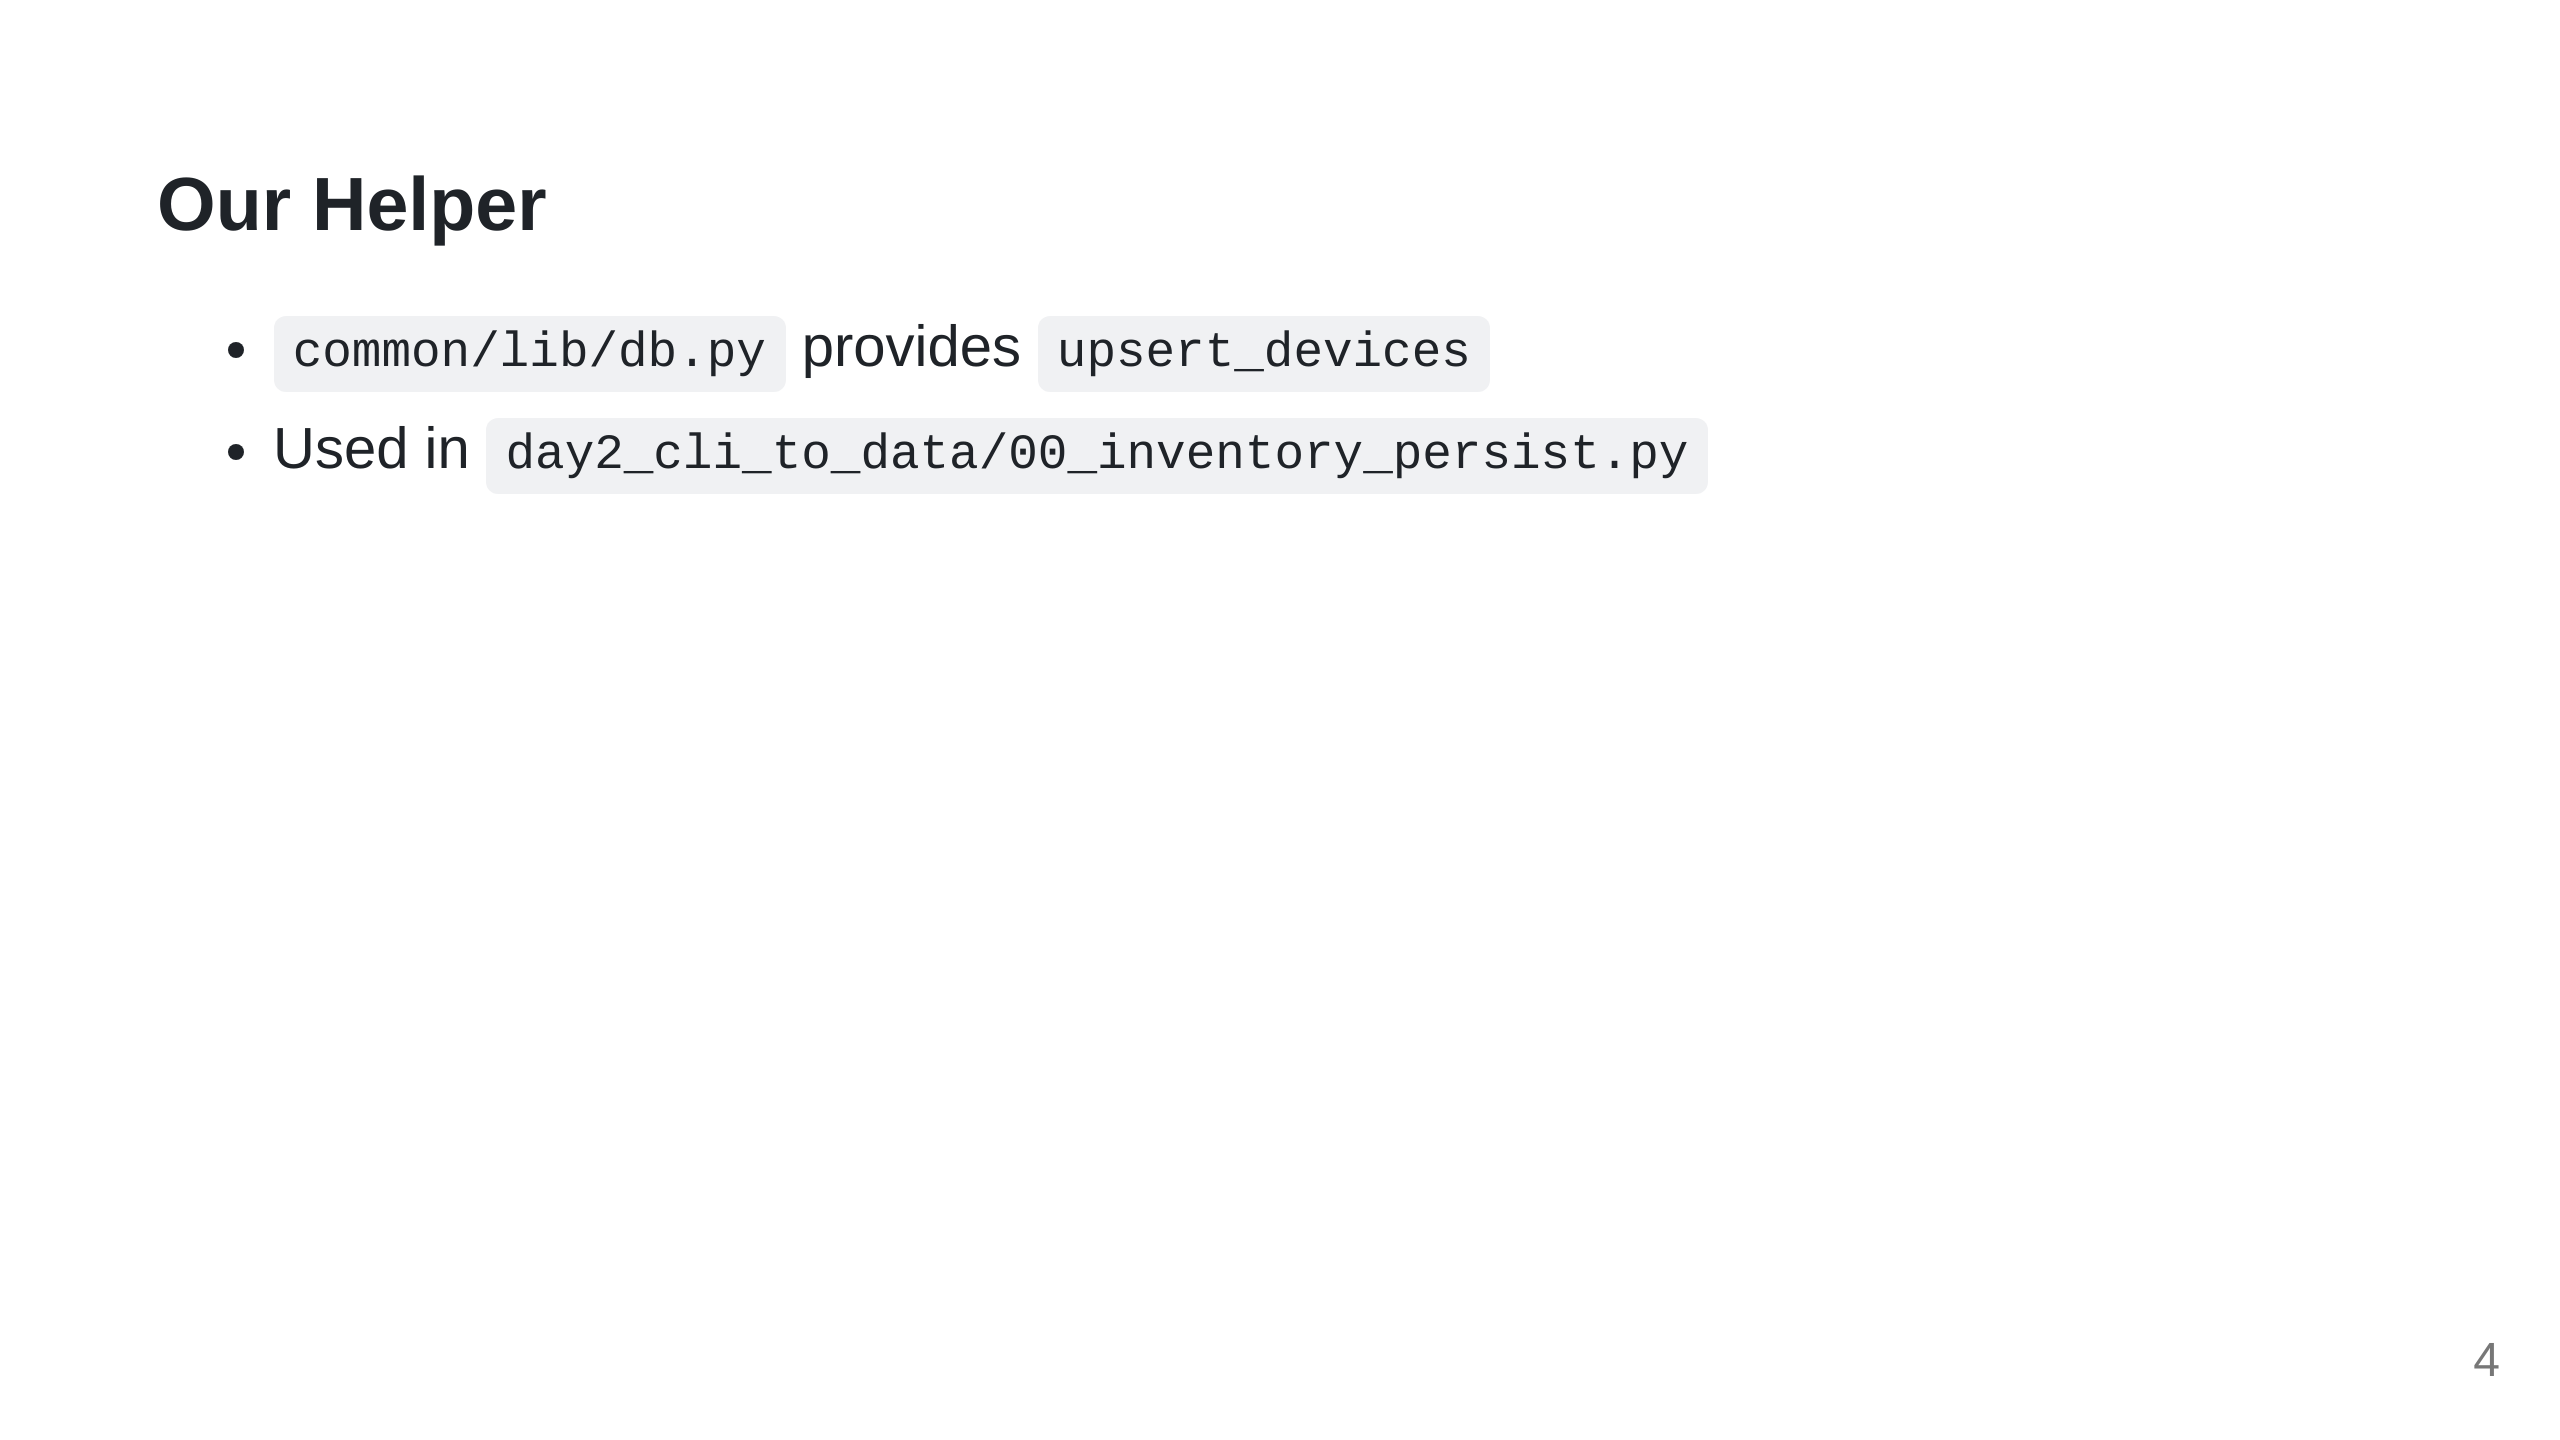 Our Helper
• common/lib/db.py provides upsert_devices
• Used in day2_cli_to_data/00_inventory_persist.py
4